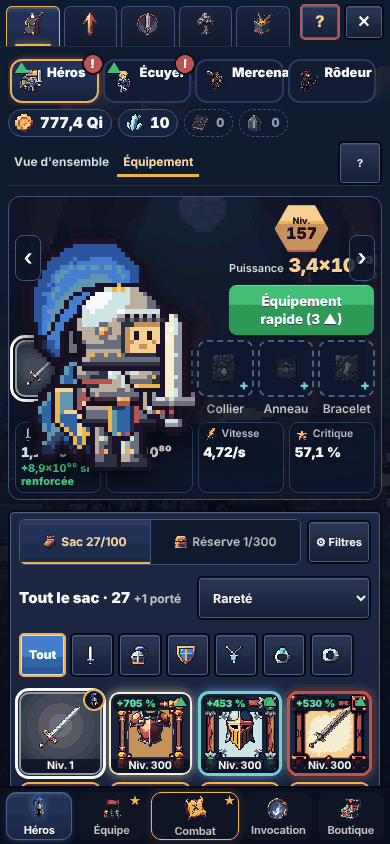 ?
×
Héros
!
Écuyer
!
Mercena
Rôdeur
777,4 Qi
10
0
0
Vue d'ensemble
Équipement
?
Niv.
157
Puissance 3,4×10
‹
›
Équipement
rapide (3 ▲)
+
+
+
Collier
Anneau
Bracelet
Vitesse
Critique
4,72/s
57,1 %
+8,9×10⁸⁰ si
renforcée
Sac 27/100
Réserve 1/300
⚙ Filtres
Tout le sac · 27 +1 porté
Rareté
Tout
+795 %
+453 %
+530 %
Niv. 1
Niv. 300
Niv. 300
Niv. 300
Héros
Équipe
Combat
Invocation
Boutique